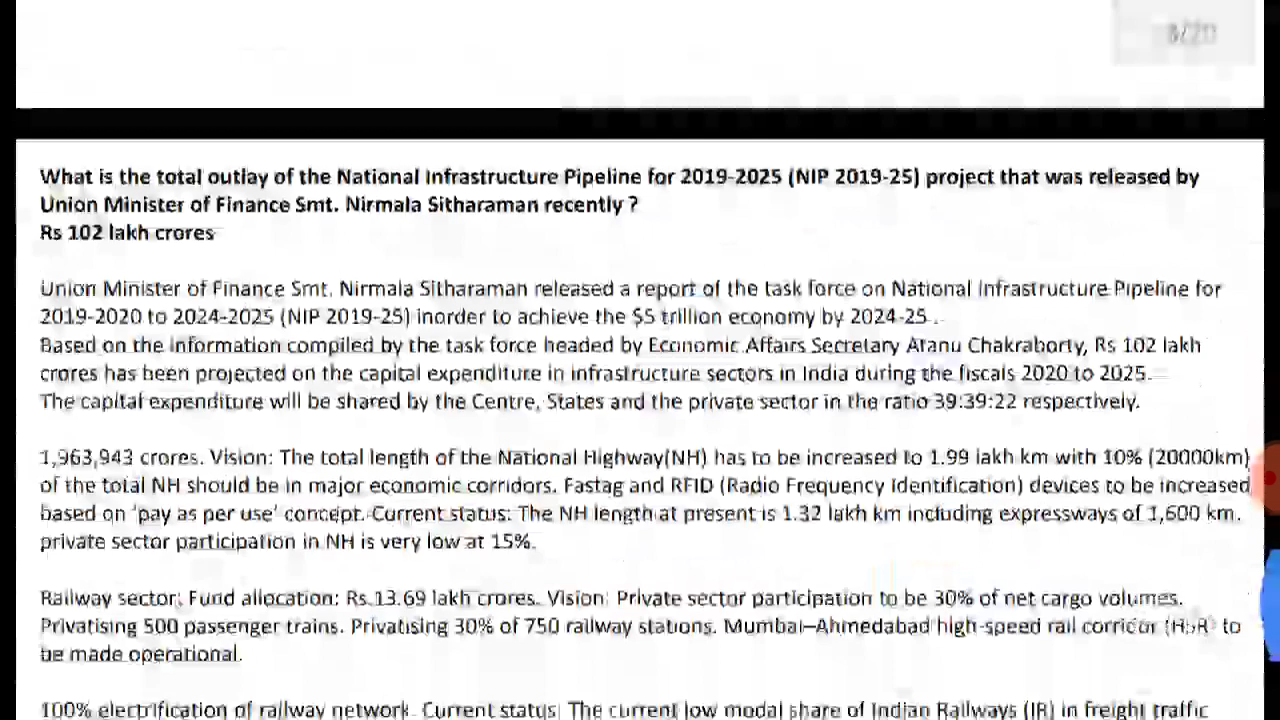 What is the total outlay of the National Infrastructure Pipeline for 2019-2025 (NIP 2019-25) project that was released by
Union Minister of Finance Smt. Nirmala Sitharaman recently ?
Rs 102 lakh crores
Union Minister of Finance Smt. Nirmala Sitharaman released a report of the task force on National Infrastructure Pipeline for
2019-2020 to 2024-2025 (NIP 2019-25) inorder to achieve the $5 trillion economy by 2024-25 .
Based on the information compiled by the task force headed by Economic Affairs Secretary Atanu Chakraborty, Rs 102 lakh
crores has been projected on the capital expenditure in infrastructure sectors in India during the fiscals 2020 to 2025.
The capital expenditure will be shared by the Centre, States and the private sector in the ratio 39:39:22 respectively.
1,963,943 crores. Vision: The total length of the National Highway(NH) has to be increased to 1.99 lakh km with 10% (20000km)
of the total NH should be in major economic corridors. Fastag and RFID (Radio Frequency Identification) devices to be increased
based on 'pay as per use' concept. Current status: The NH length at present is 1.32 lakh km including expressways of 1,600 km.
private sector participation in NH is very low at 15%.
Railway sector: Fund allocation: Rs.13.69 lakh crores. Vision: Private sector participation to be 30% of net cargo volumes.
Privatising 500 passenger trains. Privatising 30% of 750 railway stations. Mumbai–Ahmedabad high-speed rail corridor to
be made operational.
100% electrification of railway network. Current status: The current low modal share of Indian Railways (IR) in freight traffic